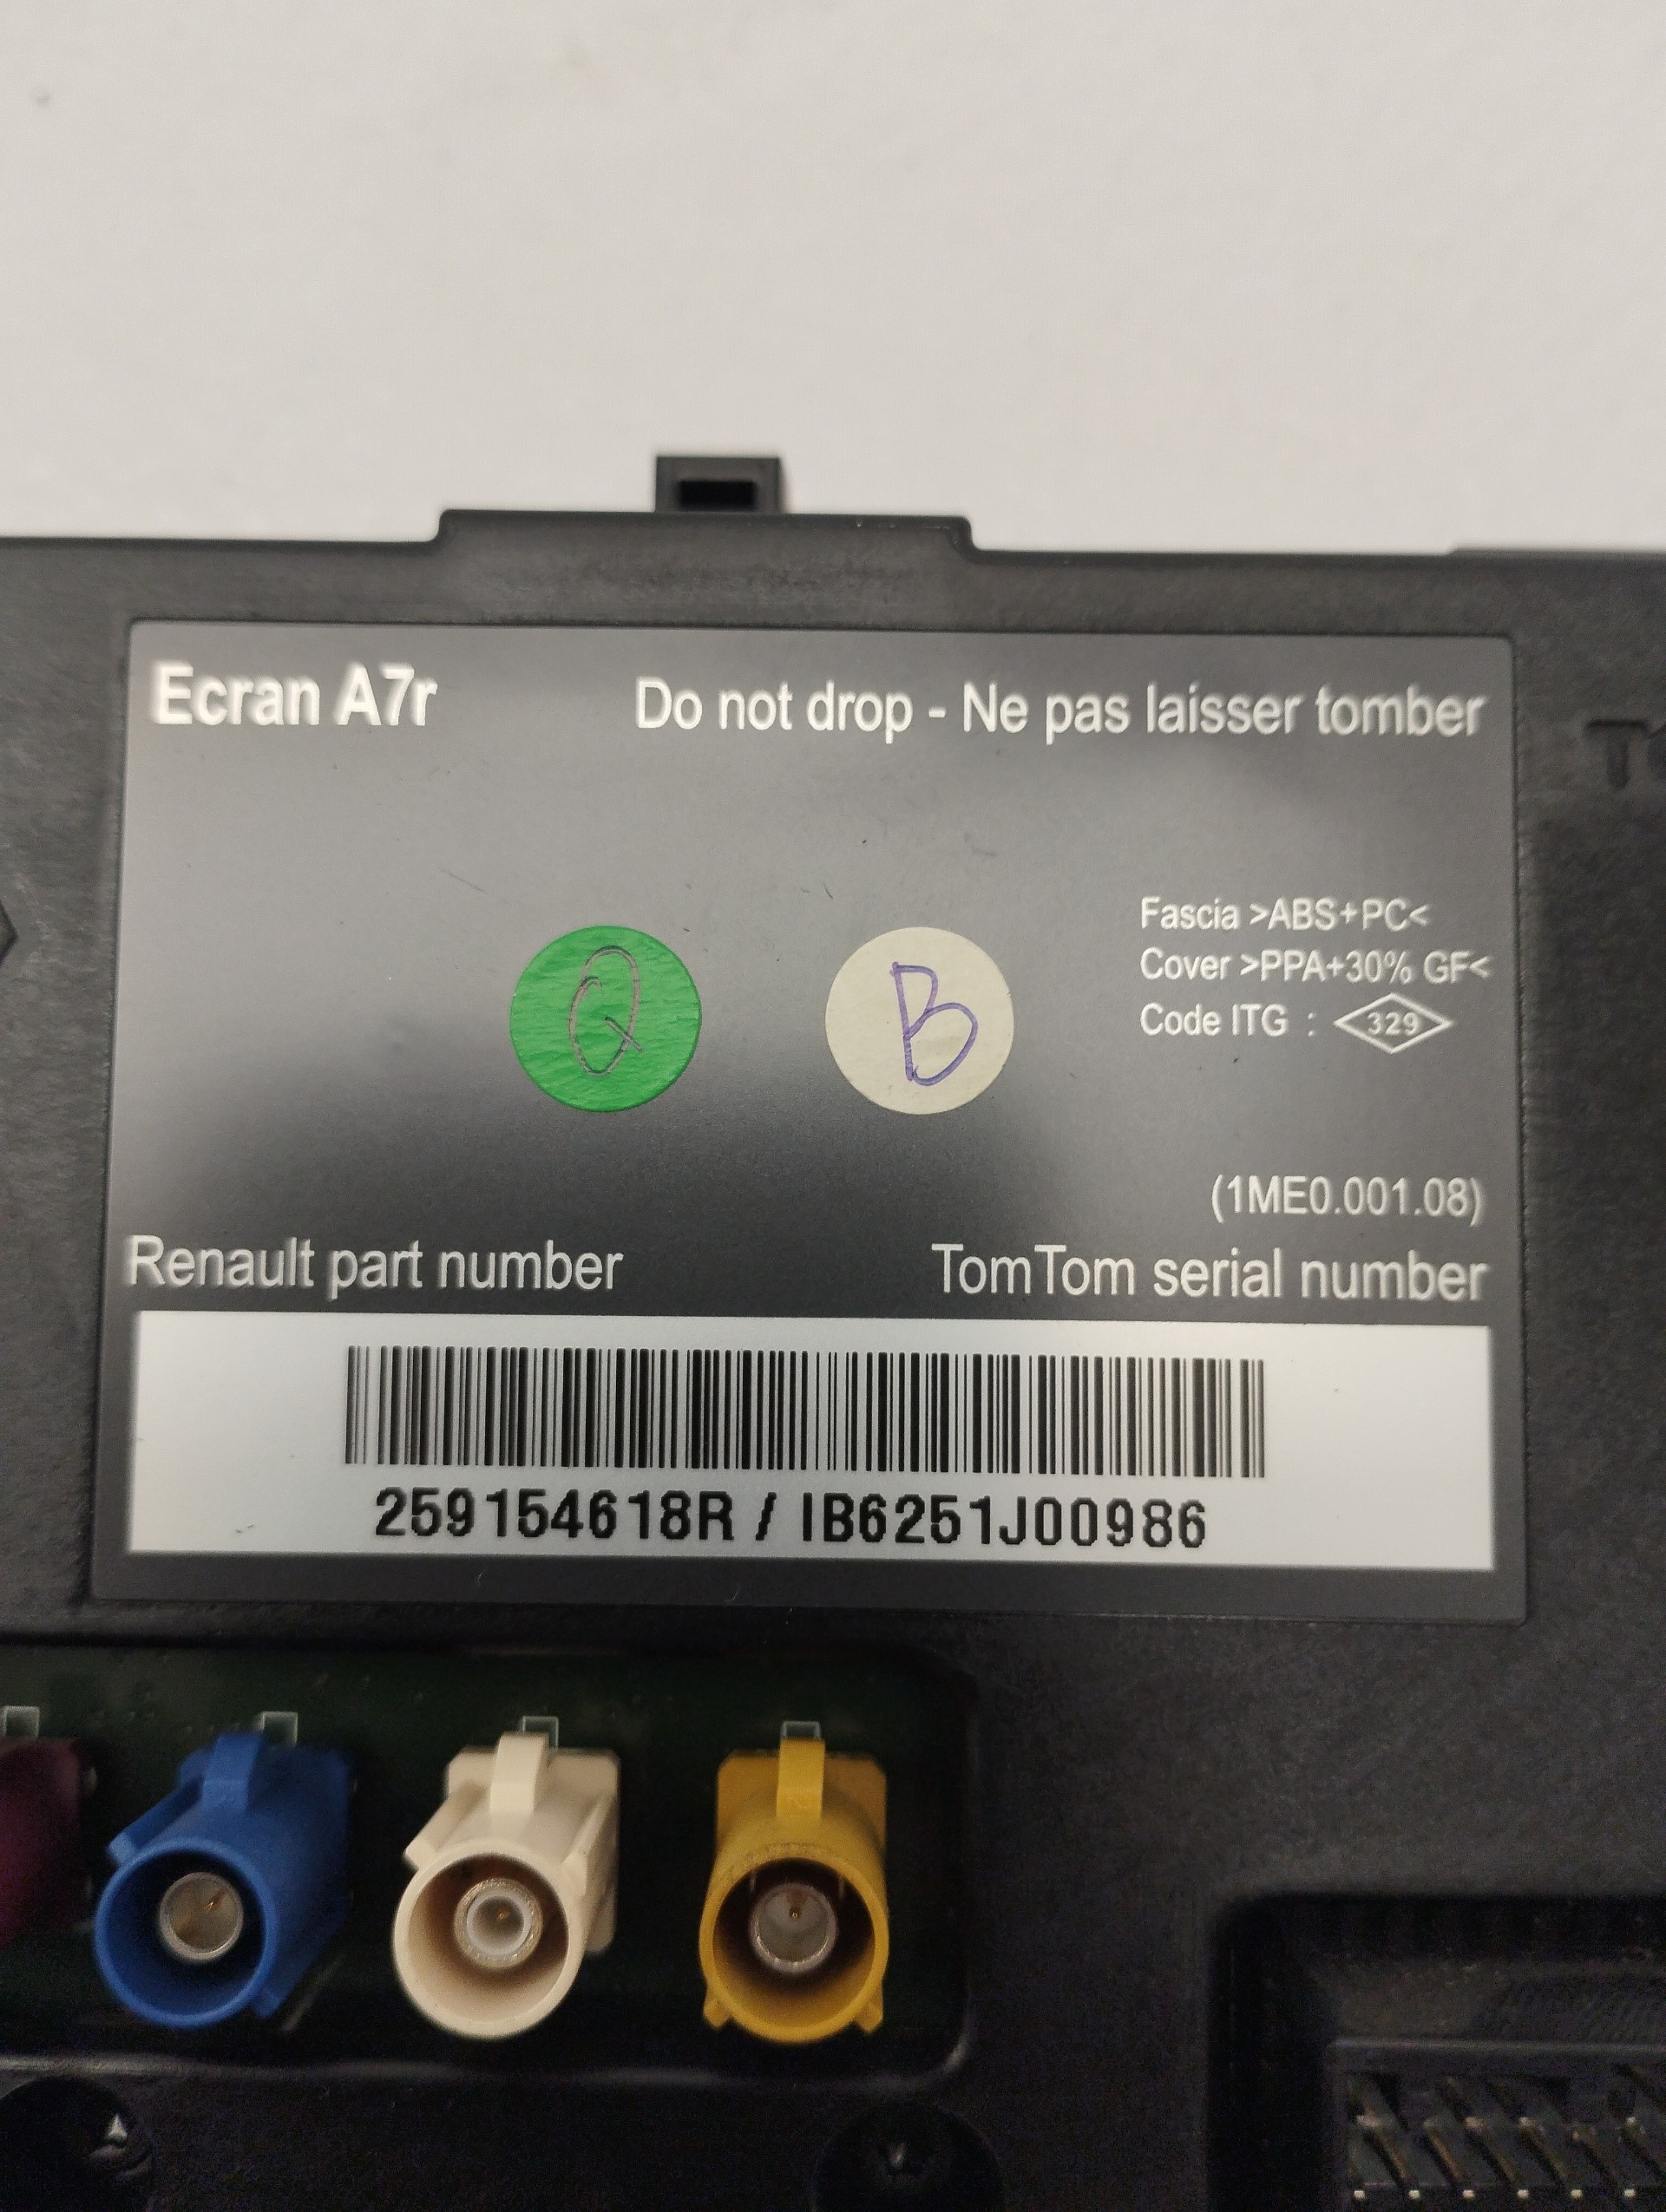 Ecran A7r
Do not drop - Ne pas laisser tomber
Q
B
Fascia >ABS+PC<
Cover >PPA+30% GF<
Code ITG : 329
(1ME0.001.08)
Renault part number
TomTom serial number
259154618R / IB6251J00986